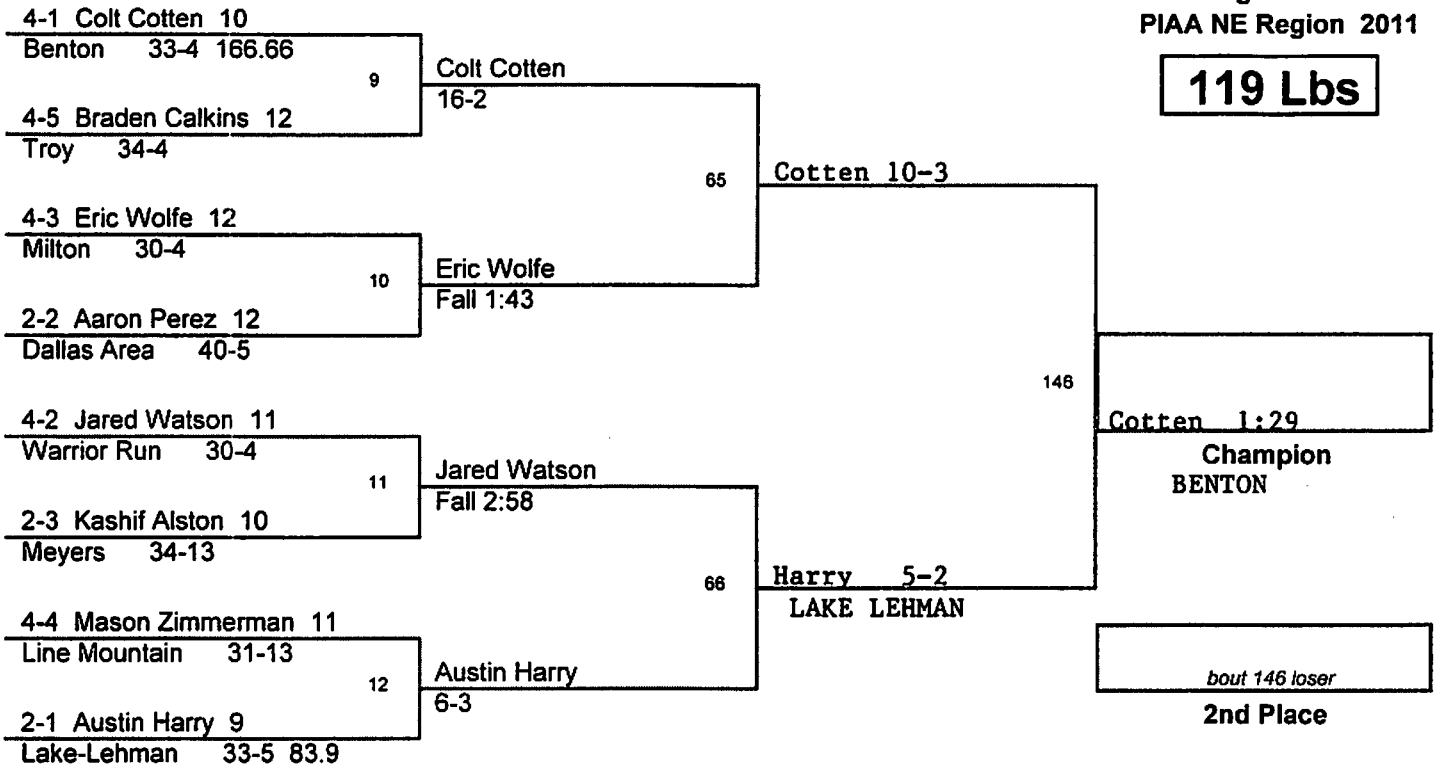 PIAA NE Region 2011
119 Lbs
4-1 Colt Cotten 10
Benton 33-4 166.66
9
Colt Cotten
16-2
4-5 Braden Calkins 12
Troy 34-4
65
Cotten 10-3
4-3 Eric Wolfe 12
Milton 30-4
10
Eric Wolfe
Fall 1:43
2-2 Aaron Perez 12
Dallas Area 40-5
146
Cotten 1:29
Champion
BENTON
4-2 Jared Watson 11
Warrior Run 30-4
11
Jared Watson
Fall 2:58
2-3 Kashif Alston 10
Meyers 34-13
66
Harry 5-2
LAKE LEHMAN
4-4 Mason Zimmerman 11
Line Mountain 31-13
12
Austin Harry
6-3
2-1 Austin Harry 9
Lake-Lehman 33-5 83.9
bout 146 loser
2nd Place